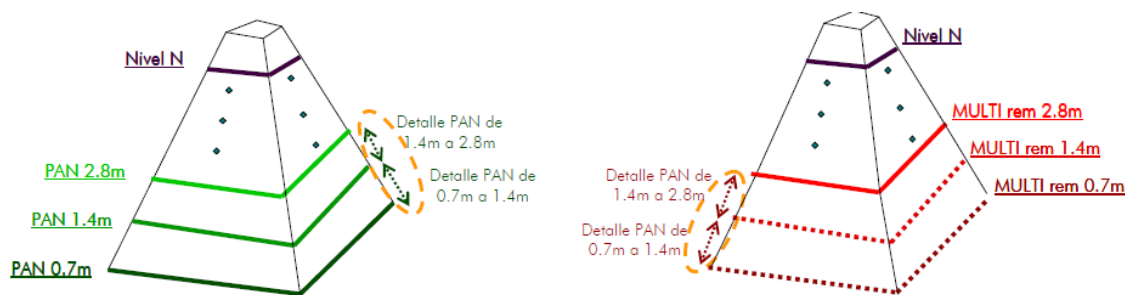 Nivel N
Detalle PAN de
1.4m a 2.8m
PAN 2.8m
Detalle PAN de
0.7m a 1.4m
PAN 1.4m
PAN 0.7m
Nivel N
MULTI rem 2.8m
MULTI rem 1.4m
Detalle PAN de
1.4m a 2.8m
MULTI rem 0.7m
Detalle PAN de
0.7m a 1.4m